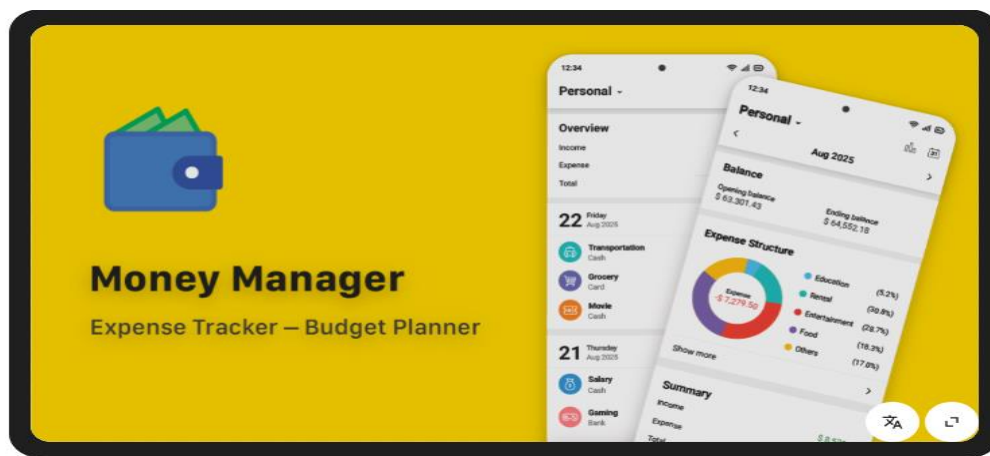 Money Manager
Expense Tracker – Budget Planner
12:34
Personal
Overview
Income
Expense
Total
22 Friday
Aug 2025
Transportation
Cash
Grocery
Card
Movie
Cash
21 Thursday
Aug 2025
Salary
Cash
Gaming
Bank
12:34
Personal
31
Aug 2025
Balance
Opening balance
$ 63,301.43
Ending balance
$ 64,552.18
Expense Structure
Expense
-$ 7,279.50
Education (5.2%)
Rental (30.8%)
Entertainment (28.7%)
Food (18.3%)
Others (17.0%)
Show more
Summary
Income
Expense
Total